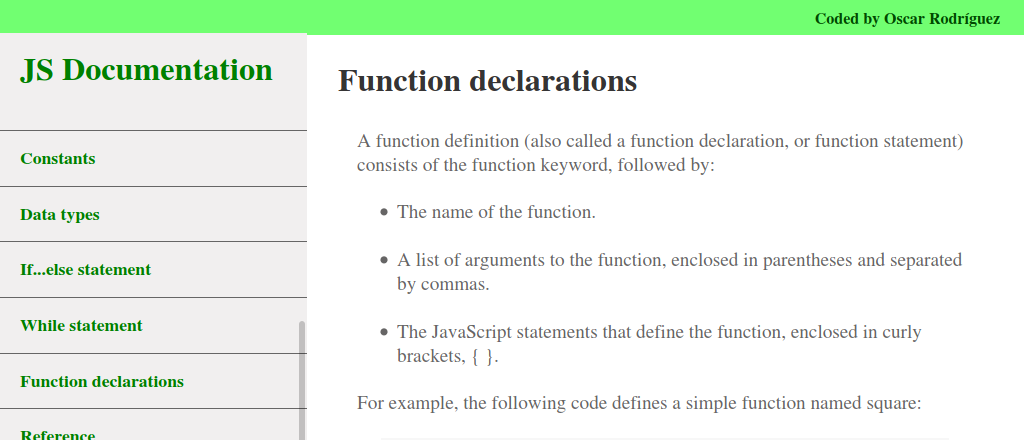 Coded by Oscar Rodríguez
JS Documentation
Constants
Data types
If...else statement
While statement
Function declarations
Reference
Function declarations
A function definition (also called a function declaration, or function statement)
consists of the function keyword, followed by:
The name of the function.
A list of arguments to the function, enclosed in parentheses and separated
by commas.
The JavaScript statements that define the function, enclosed in curly
brackets, { }.
For example, the following code defines a simple function named square: